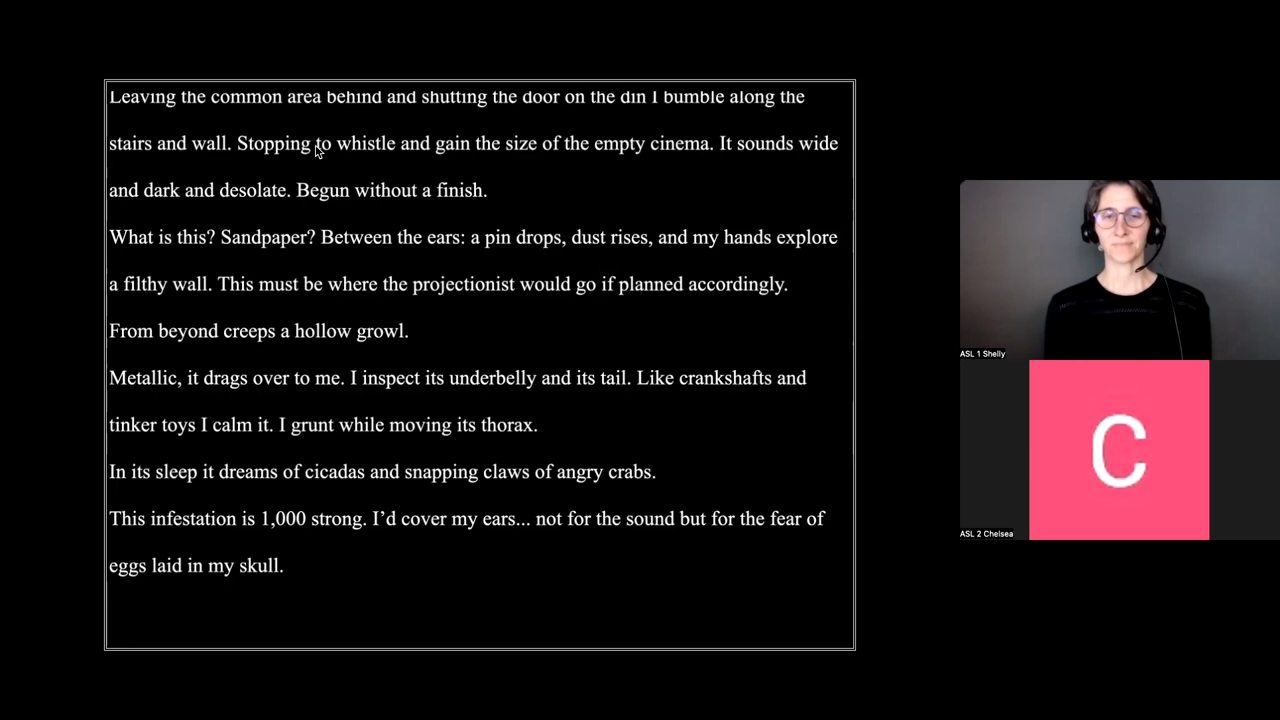 Leaving the common area behind and shutting the door on the din I bumble along the
stairs and wall. Stopping to whistle and gain the size of the empty cinema. It sounds wide
and dark and desolate. Begun without a finish.
What is this? Sandpaper? Between the ears: a pin drops, dust rises, and my hands explore
a filthy wall. This must be where the projectionist would go if planned accordingly.
From beyond creeps a hollow growl.
Metallic, it drags over to me. I inspect its underbelly and its tail. Like crankshafts and
tinker toys I calm it. I grunt while moving its thorax.
In its sleep it dreams of cicadas and snapping claws of angry crabs.
This infestation is 1,000 strong. I’d cover my ears... not for the sound but for the fear of
eggs laid in my skull.
ASL 1 Shelly
C
ASL 2 Chelsea